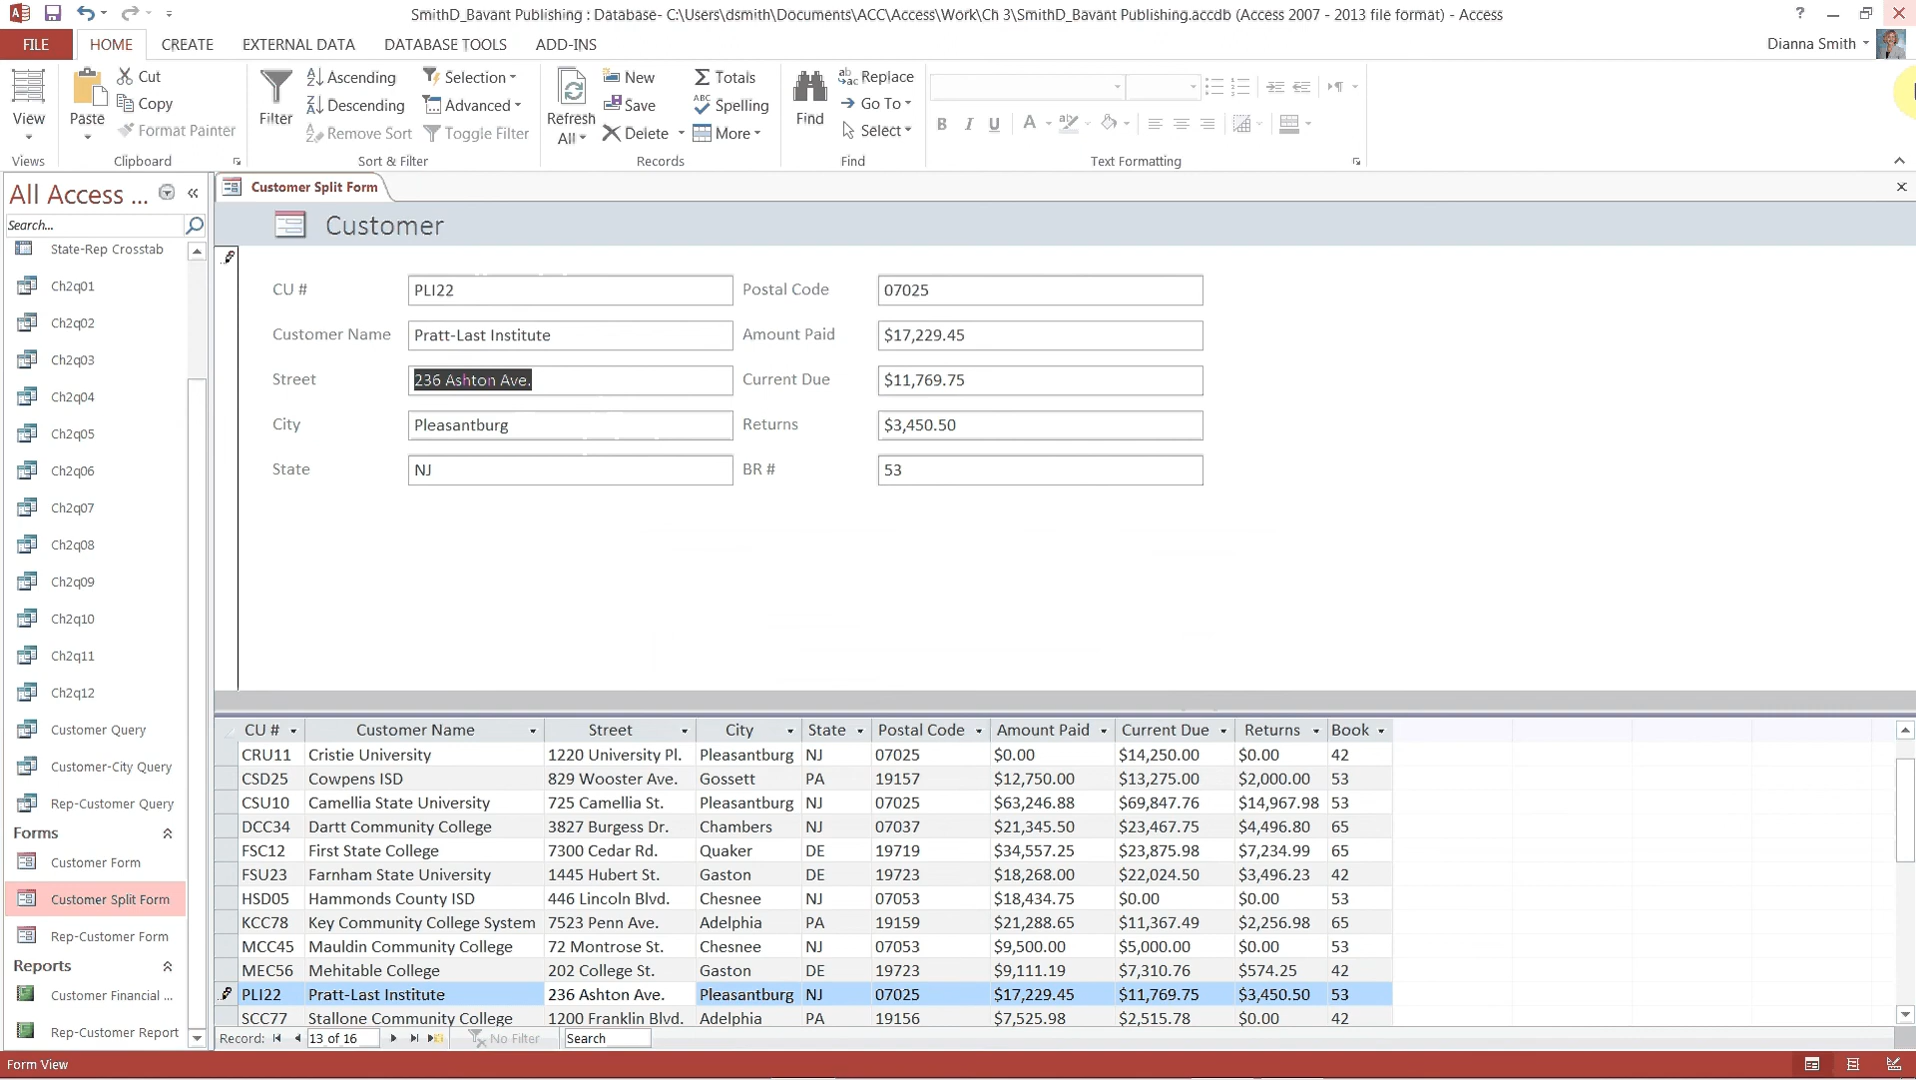 SmithD_Bavant Publishing : Database- C:\Users\dsmith\Documents\ACC\Access\Work\Ch 3\SmithD_Bavant Publishing.accdb (Access 2007 - 2013 file format) - Access
?
FILE HOME CREATE EXTERNAL DATA DATABASE TOOLS ADD-INS
Dianna Smith
View
Views
Paste
Cut
Copy
Format Painter
Clipboard
Filter
Ascending
Descending
Remove Sort
Selection
Advanced
Toggle Filter
Sort & Filter
Refresh
All
New
Save
Delete
Totals
Spelling
More
Records
Find
Replace
Go To
Select
Find
B I U A
Text Formatting
All Access ...
Search...
State-Rep Crosstab
Ch2q01
Ch2q02
Ch2q03
Ch2q04
Ch2q05
Ch2q06
Ch2q07
Ch2q08
Ch2q09
Ch2q10
Ch2q11
Ch2q12
Customer Query
Customer-City Query
Rep-Customer Query
Forms
Customer Form
Customer Split Form
Rep-Customer Form
Reports
Customer Financial ...
Rep-Customer Report
Customer Split Form
Customer
CU # PLI22 Postal Code 07025
Customer Name Pratt-Last Institute Amount Paid $17,229.45
Street 236 Ashton Ave. Current Due $11,769.75
City Pleasantburg Returns $3,450.50
State NJ BR # 53
CU # Customer Name Street City State Postal Code Amount Paid Current Due Returns Book
CRU11 Cristie University 1220 University Pl. Pleasantburg NJ 07025 $0.00 $14,250.00 $0.00 42
CSD25 Cowpens ISD 829 Wooster Ave. Gossett PA 19157 $12,750.00 $13,275.00 $2,000.00 53
CSU10 Camellia State University 725 Camellia St. Pleasantburg NJ 07025 $63,246.88 $69,847.76 $14,967.98 53
DCC34 Dartt Community College 3827 Burgess Dr. Chambers NJ 07037 $21,345.50 $23,467.75 $4,496.80 65
FSC12 First State College 7300 Cedar Rd. Quaker DE 19719 $34,557.25 $23,875.98 $7,234.99 65
FSU23 Farnham State University 1445 Hubert St. Gaston DE 19723 $18,268.00 $22,024.50 $3,496.23 42
HSD05 Hammonds County ISD 446 Lincoln Blvd. Chesnee NJ 07053 $18,434.75 $0.00 $0.00 53
KCC78 Key Community College System 7523 Penn Ave. Adelphia PA 19159 $21,288.65 $11,367.49 $2,256.98 65
MCC45 Mauldin Community College 72 Montrose St. Chesnee NJ 07053 $9,500.00 $5,000.00 $0.00 53
MEC56 Mehitable College 202 College St. Gaston DE 19723 $9,111.19 $7,310.76 $574.25 42
PLI22 Pratt-Last Institute 236 Ashton Ave. Pleasantburg NJ 07025 $17,229.45 $11,769.75 $3,450.50 53
SCC77 Stallone Community College 1200 Franklin Blvd. Adelphia PA 19156 $7,525.98 $2,515.78 $0.00 42
Record: 13 of 16 No Filter Search
Form View